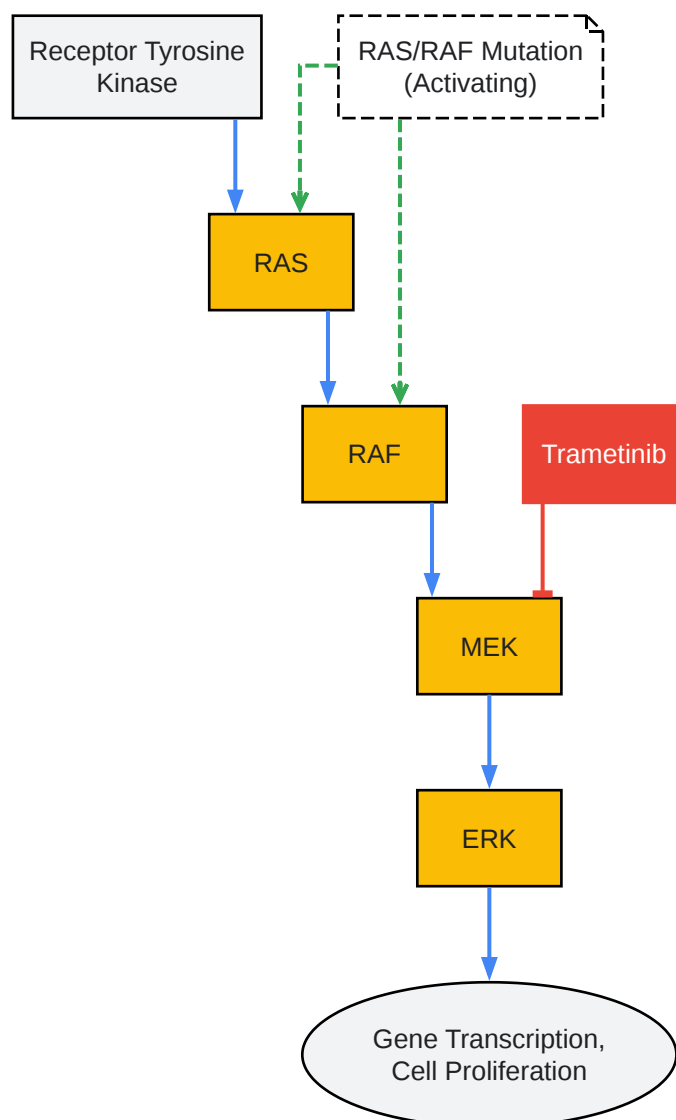 Receptor Tyrosine
Kinase
RAS/RAF Mutation
(Activating)
RAS
RAF
Trametinib
MEK
ERK
Gene Transcription,
Cell Proliferation